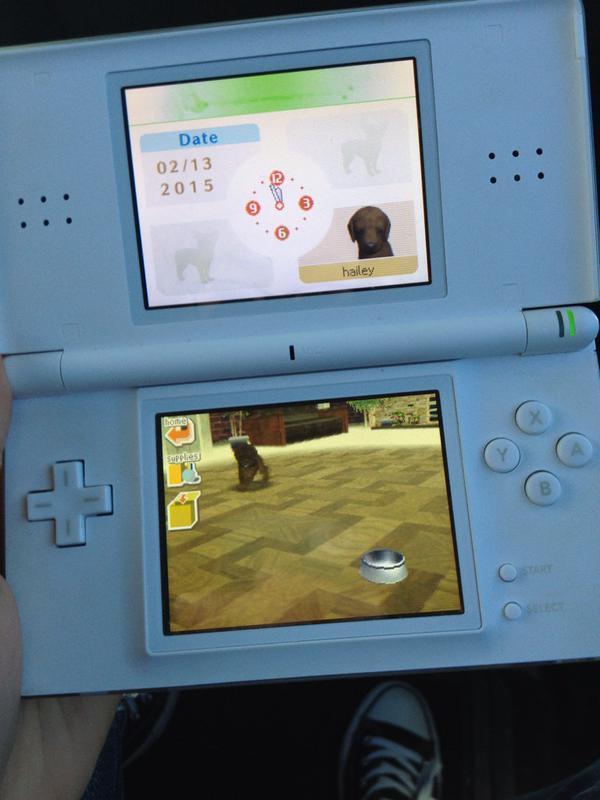 Date
02/13
2015
12
9
3
6
hailey
home
supplies
X
Y
A
B
START
SELECT